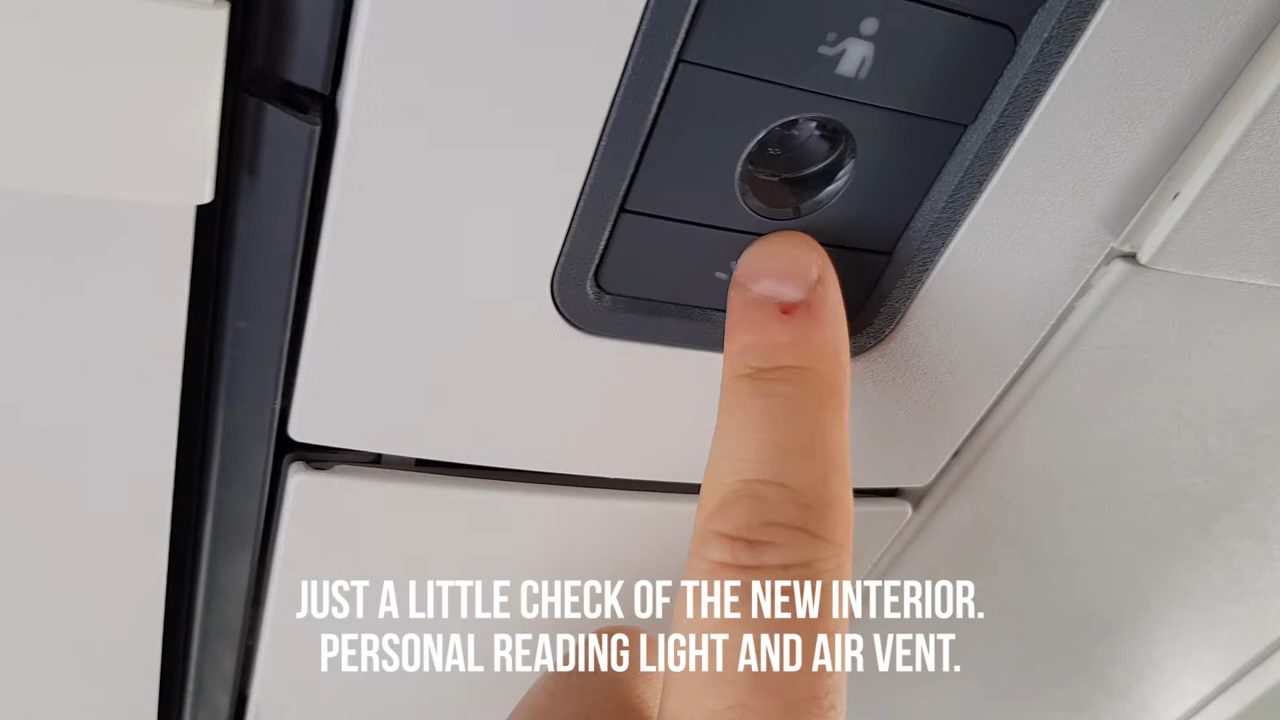 JUST A LITTLE CHECK OF THE NEW INTERIOR.
PERSONAL READING LIGHT AND AIR VENT.